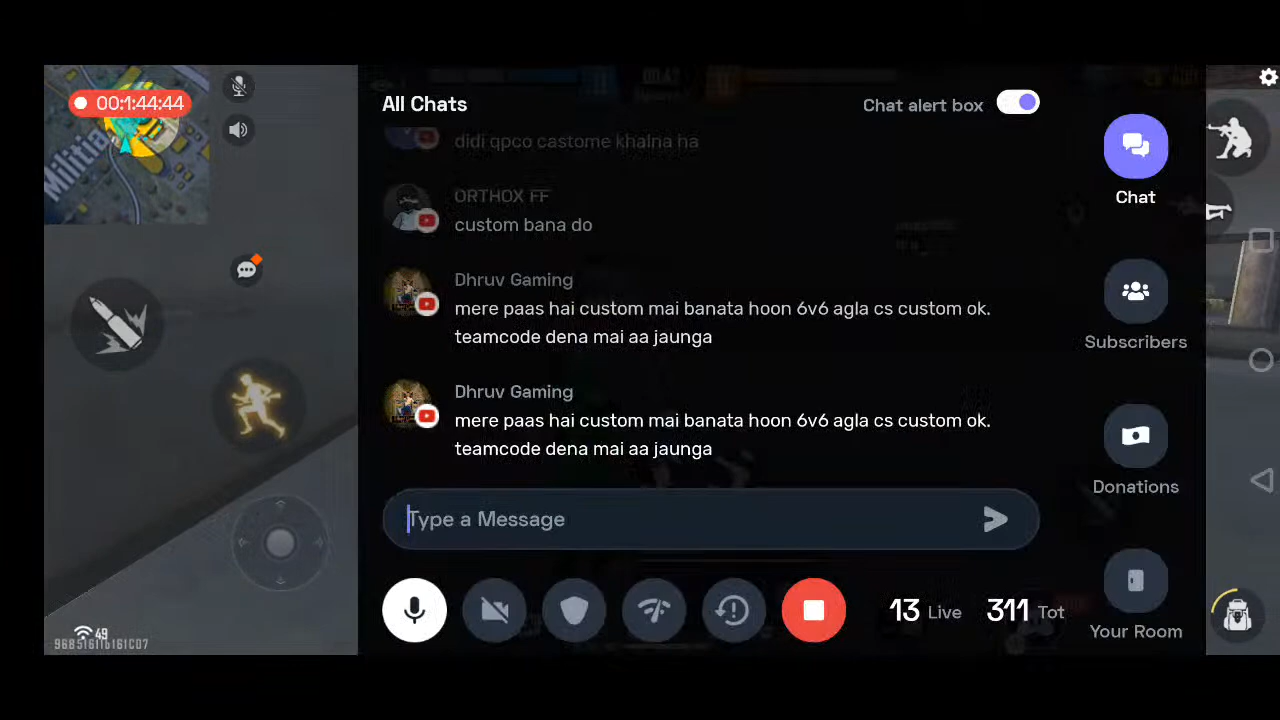 00:1:44:44
Militia
All Chats
Chat alert box
didi qpco castome khalna ha
Chat
ORTHOX FF
custom bana do
Dhruv Gaming
mere paas hai custom mai banata hoon 6v6 agla cs custom ok.
teamcode dena mai aa jaunga
Subscribers
Dhruv Gaming
mere paas hai custom mai banata hoon 6v6 agla cs custom ok.
teamcode dena mai aa jaunga
Donations
Type a Message
13 Live
311 Tot
Your Room
49